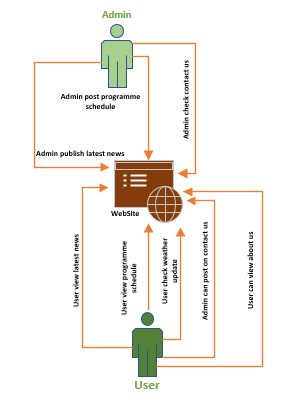 Admin
Admin post programme
schedule
Admin check contact us
Admin publish latest news
WebSite
User view latest news
User view programme
schedule
User check weather
update
Admin can post on contact us
User can view about us
User